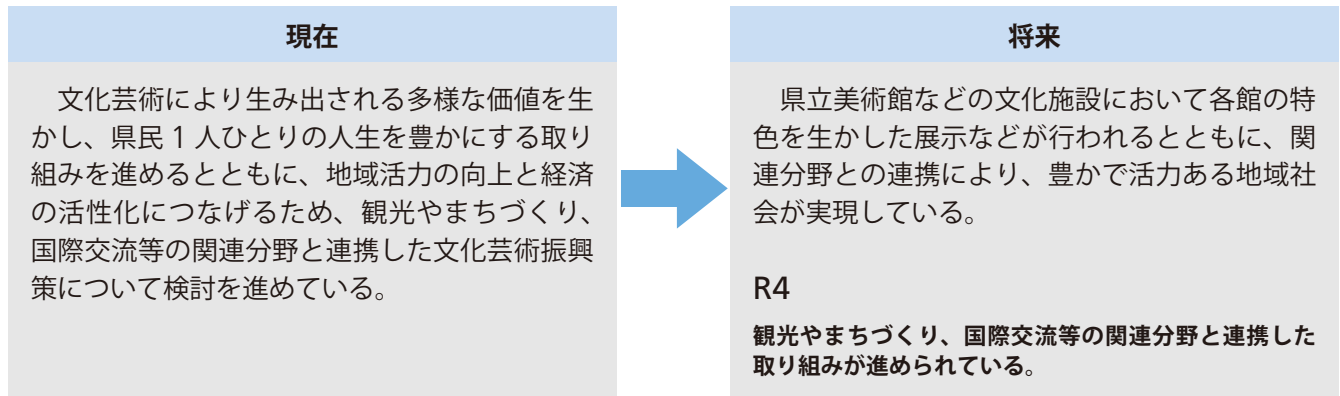 現在
文化芸術により生み出される多様な価値を生
かし、県民 1 人ひとりの人生を豊かにする取り
組みを進めるとともに、地域活力の向上と経済
の活性化につなげるため、観光やまちづくり、
国際交流等の関連分野と連携した文化芸術振興
策について検討を進めている。
将来
県立美術館などの文化施設において各館の特
色を生かした展示などが行われるとともに、関
連分野との連携により、豊かで活力ある地域社
会が実現している。
R4
観光やまちづくり、国際交流等の関連分野と連携した
取り組みが進められている。